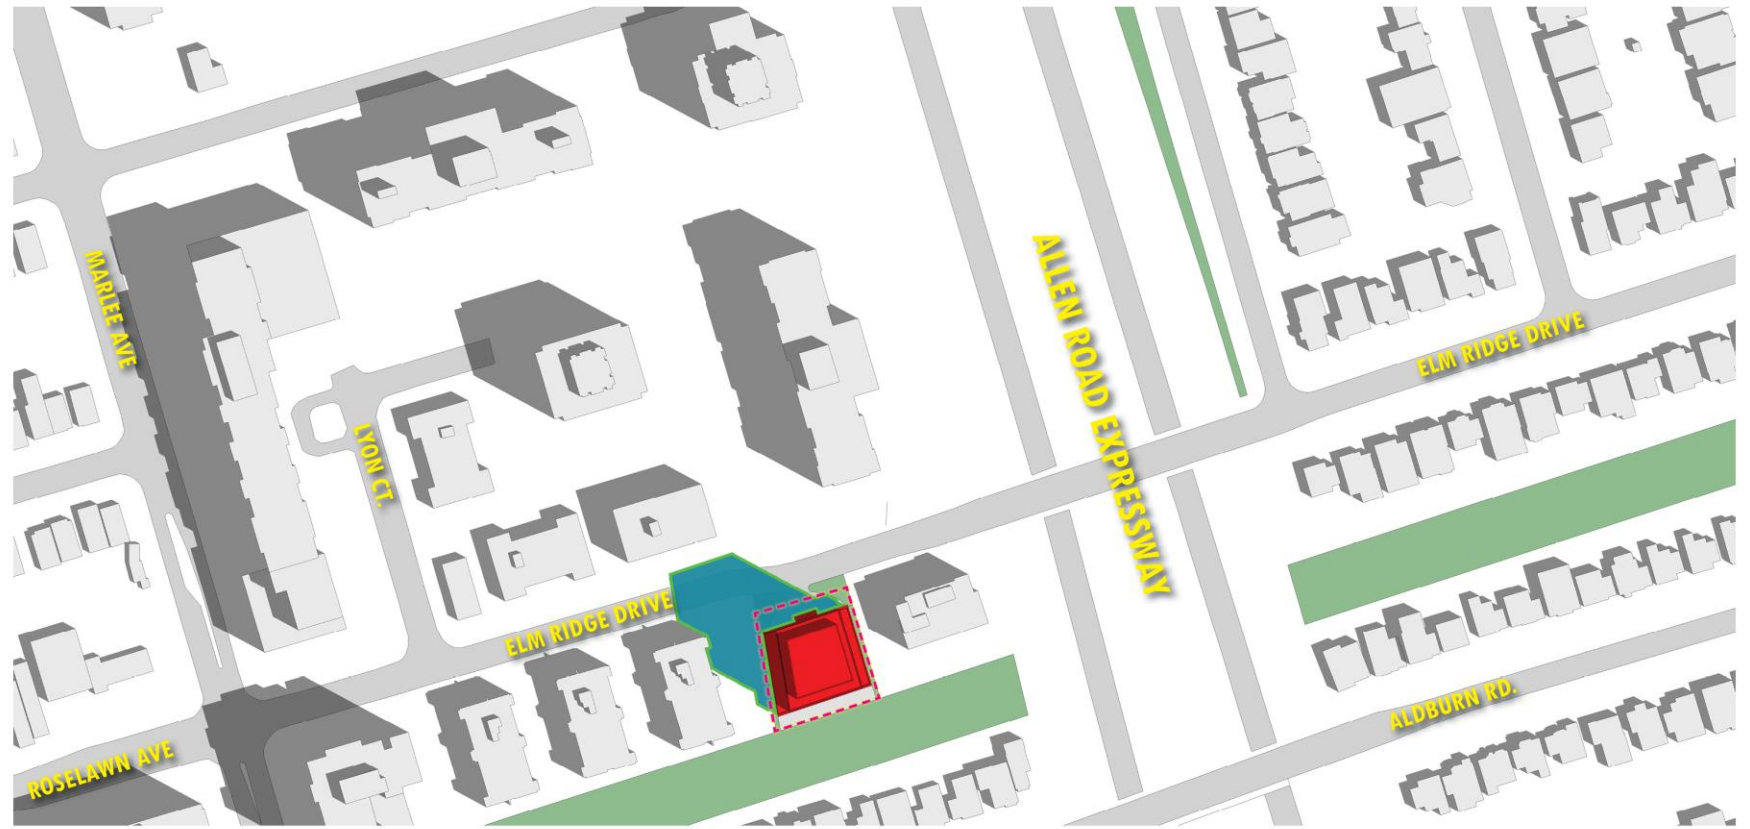 MARLEE AVE
ALLEN ROAD EXPRESSWAY
ELM RIDGE DRIVE
LYON CT.
ELM RIDGE DRIVE
ALDBURN RD.
ROSELAWN AVE